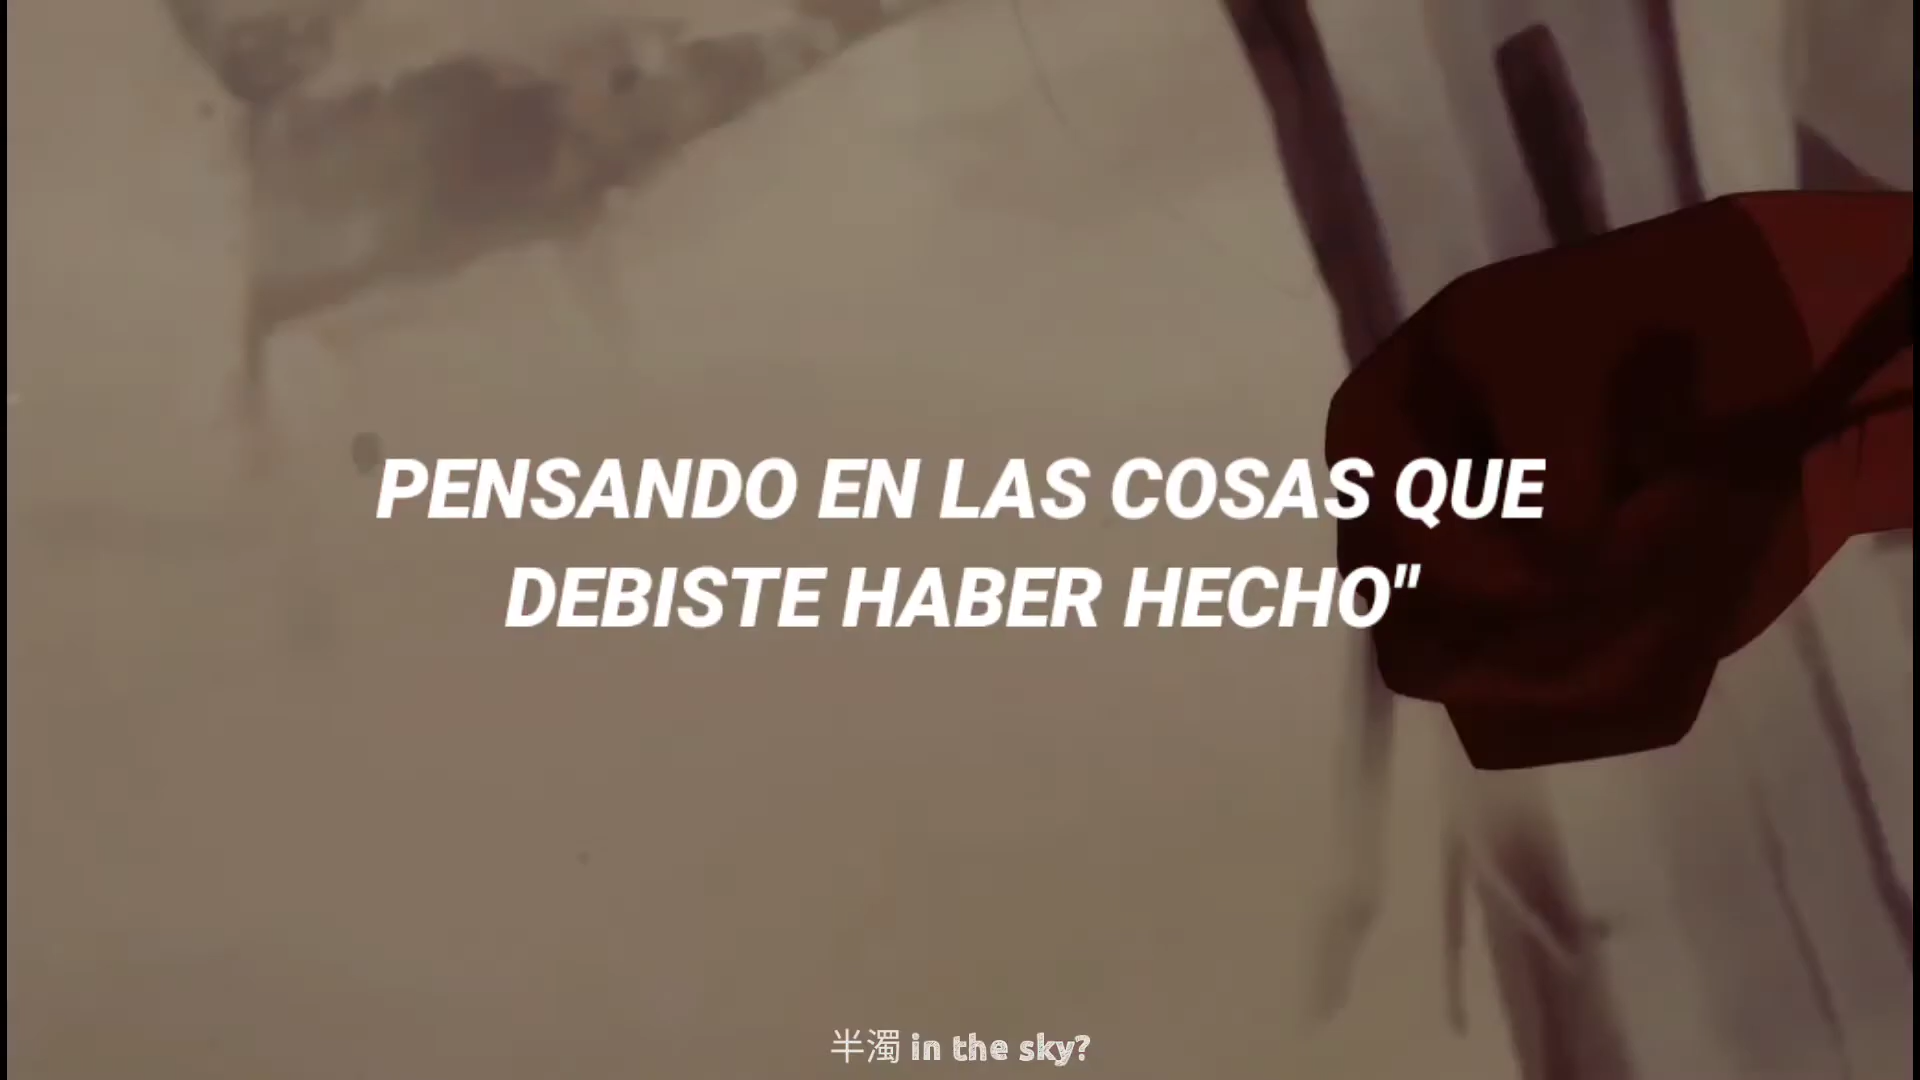 PENSANDO EN LAS COSAS QUE
DEBISTE HABER HECHO"
半濁 in the sky?